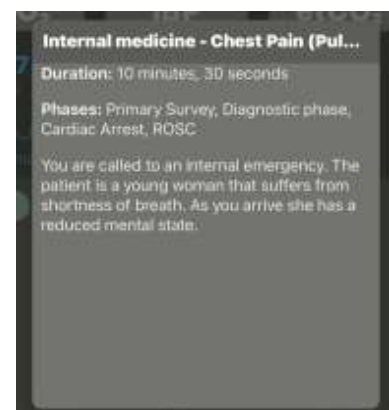 Internal medicine - Chest Pain (Pul...
Duration: 10 minutes, 30 seconds
Phases: Primary Survey, Diagnostic phase,
Cardiac Arrest, ROSC
You are called to an internal emergency. The
patient is a young woman that suffers from
shortness of breath. As you arrive she has a
reduced mental state.